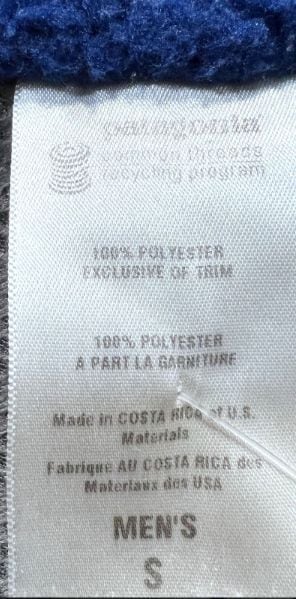 patagonia
common threads
recycling program
100% POLYESTER
EXCLUSIVE OF TRIM
100% POLYESTER
A PART LA GARNITURE
Made in COSTA RICA of U.S.
Materials
Fabrique AU COSTA RICA des
Materiaux des USA
MEN'S
S